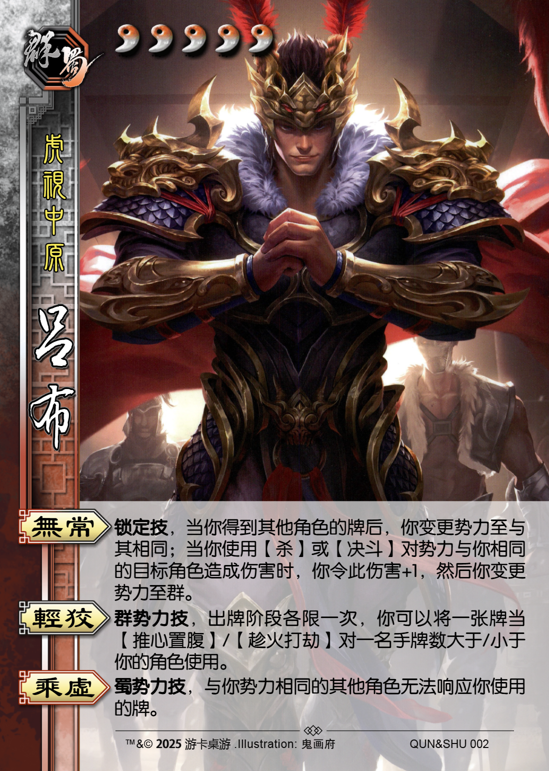 群蜀
虎視中原
呂布
無常
锁定技，当你得到其他角色的牌后，你变更势力至与
其相同；当你使用【杀】或【决斗】对势力与你相同
的目标角色造成伤害时，你令此伤害+1，然后你变更
势力至群。
輕狡
群势力技，出牌阶段各限一次，你可以将一张牌当
【推心置腹】/【趁火打劫】对一名手牌数大于/小于
你的角色使用。
乘虛
蜀势力技，与你势力相同的其他角色无法响应你使用
的牌。
™&© 2025 游卡桌游 .Illustration: 鬼画府
QUN&SHU 002